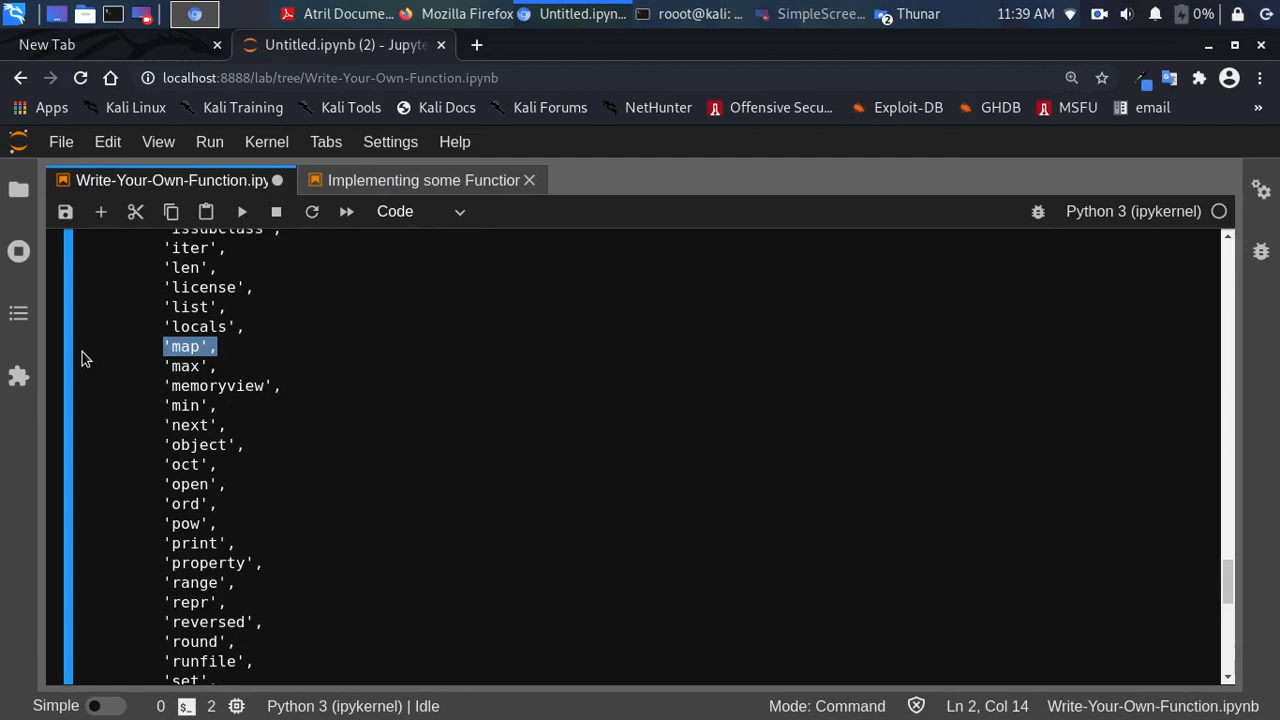 Atril Docume...
Mozilla Firefox
Untitled.ipyn...
rooot@kali: ...
SimpleScree...
2
Thunar
11:39 AM
0%
New Tab
Untitled.ipynb (2) - Jupyte
localhost:8888/lab/tree/Write-Your-Own-Function.ipynb
Apps
Kali Linux
Kali Training
Kali Tools
Kali Docs
Kali Forums
NetHunter
Offensive Secu...
Exploit-DB
GHDB
MSFU
email
»
File
Edit
View
Run
Kernel
Tabs
Settings
Help
Write-Your-Own-Function.ipy
Implementing some Function
Code
Python 3 (ipykernel)
'issubclass',
'iter',
'len',
'license',
'list',
'locals',
'map',
'max',
'memoryview',
'min',
'next',
'object',
'oct',
'open',
'ord',
'pow',
'print',
'property',
'range',
'repr',
'reversed',
'round',
'runfile',
'set',
Simple
0
2
Python 3 (ipykernel) | Idle
Mode: Command
Ln 2, Col 14
Write-Your-Own-Function.ipynb